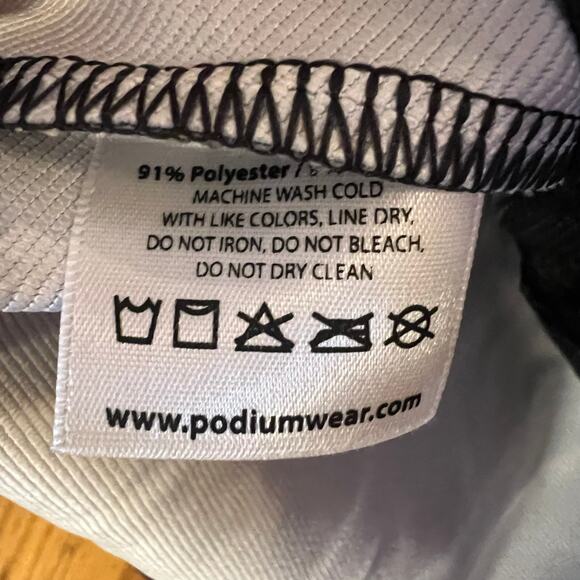 91% Polyester /
MACHINE WASH COLD
WITH LIKE COLORS, LINE DRY,
DO NOT IRON, DO NOT BLEACH,
DO NOT DRY CLEAN
www.podiumwear.com